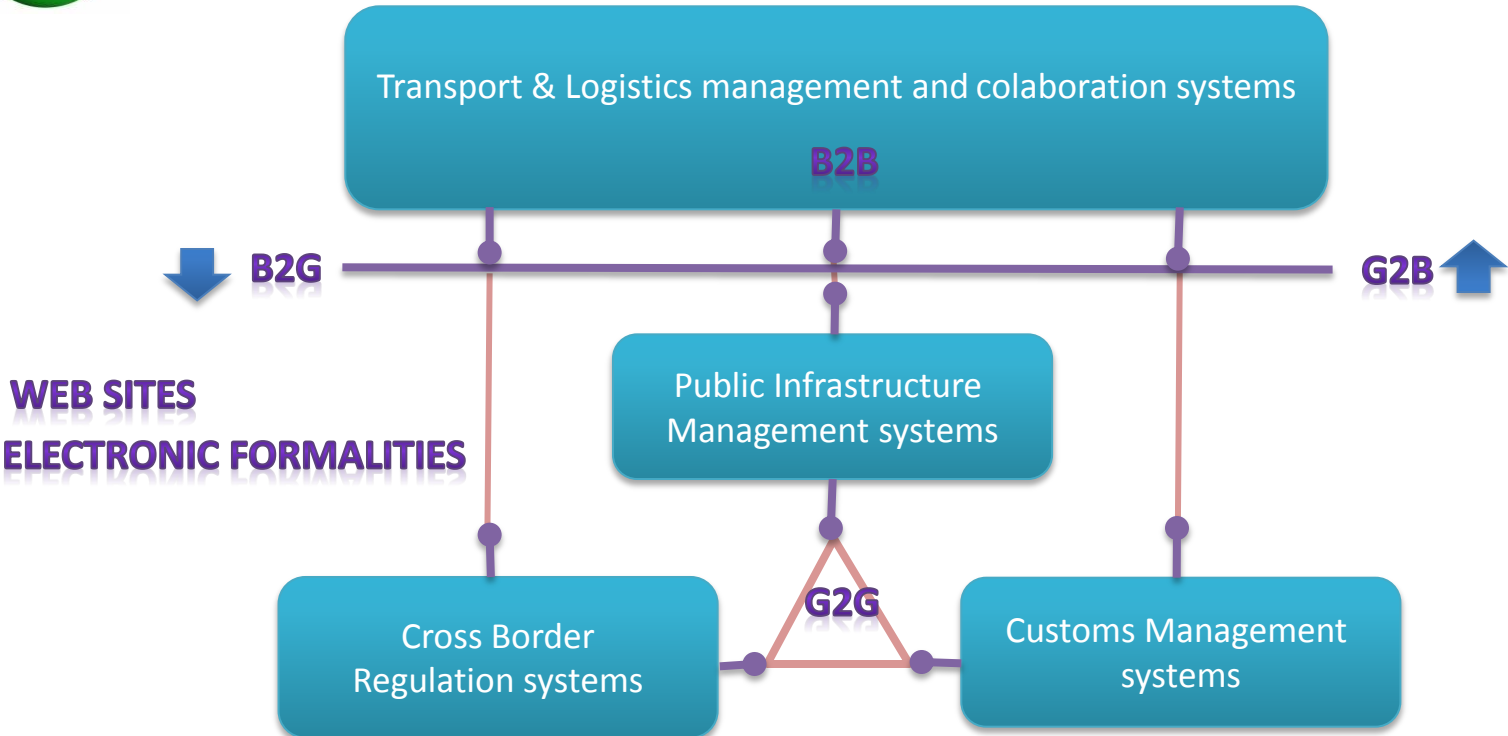 Transport & Logistics management and colaboration systems
B2B
B2G
G2B
Public Infrastructure
Management systems
WEB SITES
ELECTRONIC FORMALITIES
G2G
Cross Border
Regulation systems
Customs Management
systems